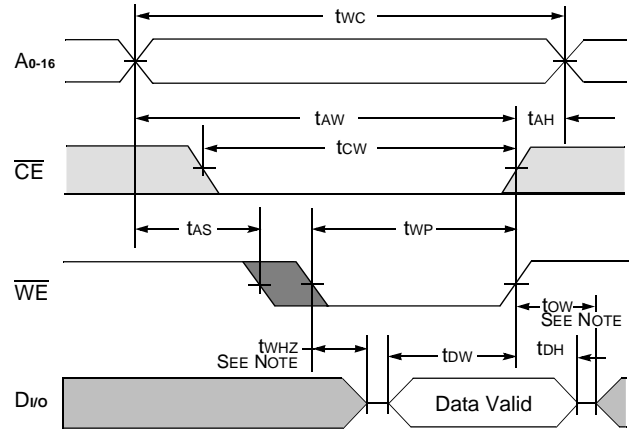 tWC
A0-16
tAW
tAH
tCW
CE
tAS
tWP
WE
tOW
SEE NOTE
tWHZ
SEE NOTE
tDW
tDH
DI/O
Data Valid